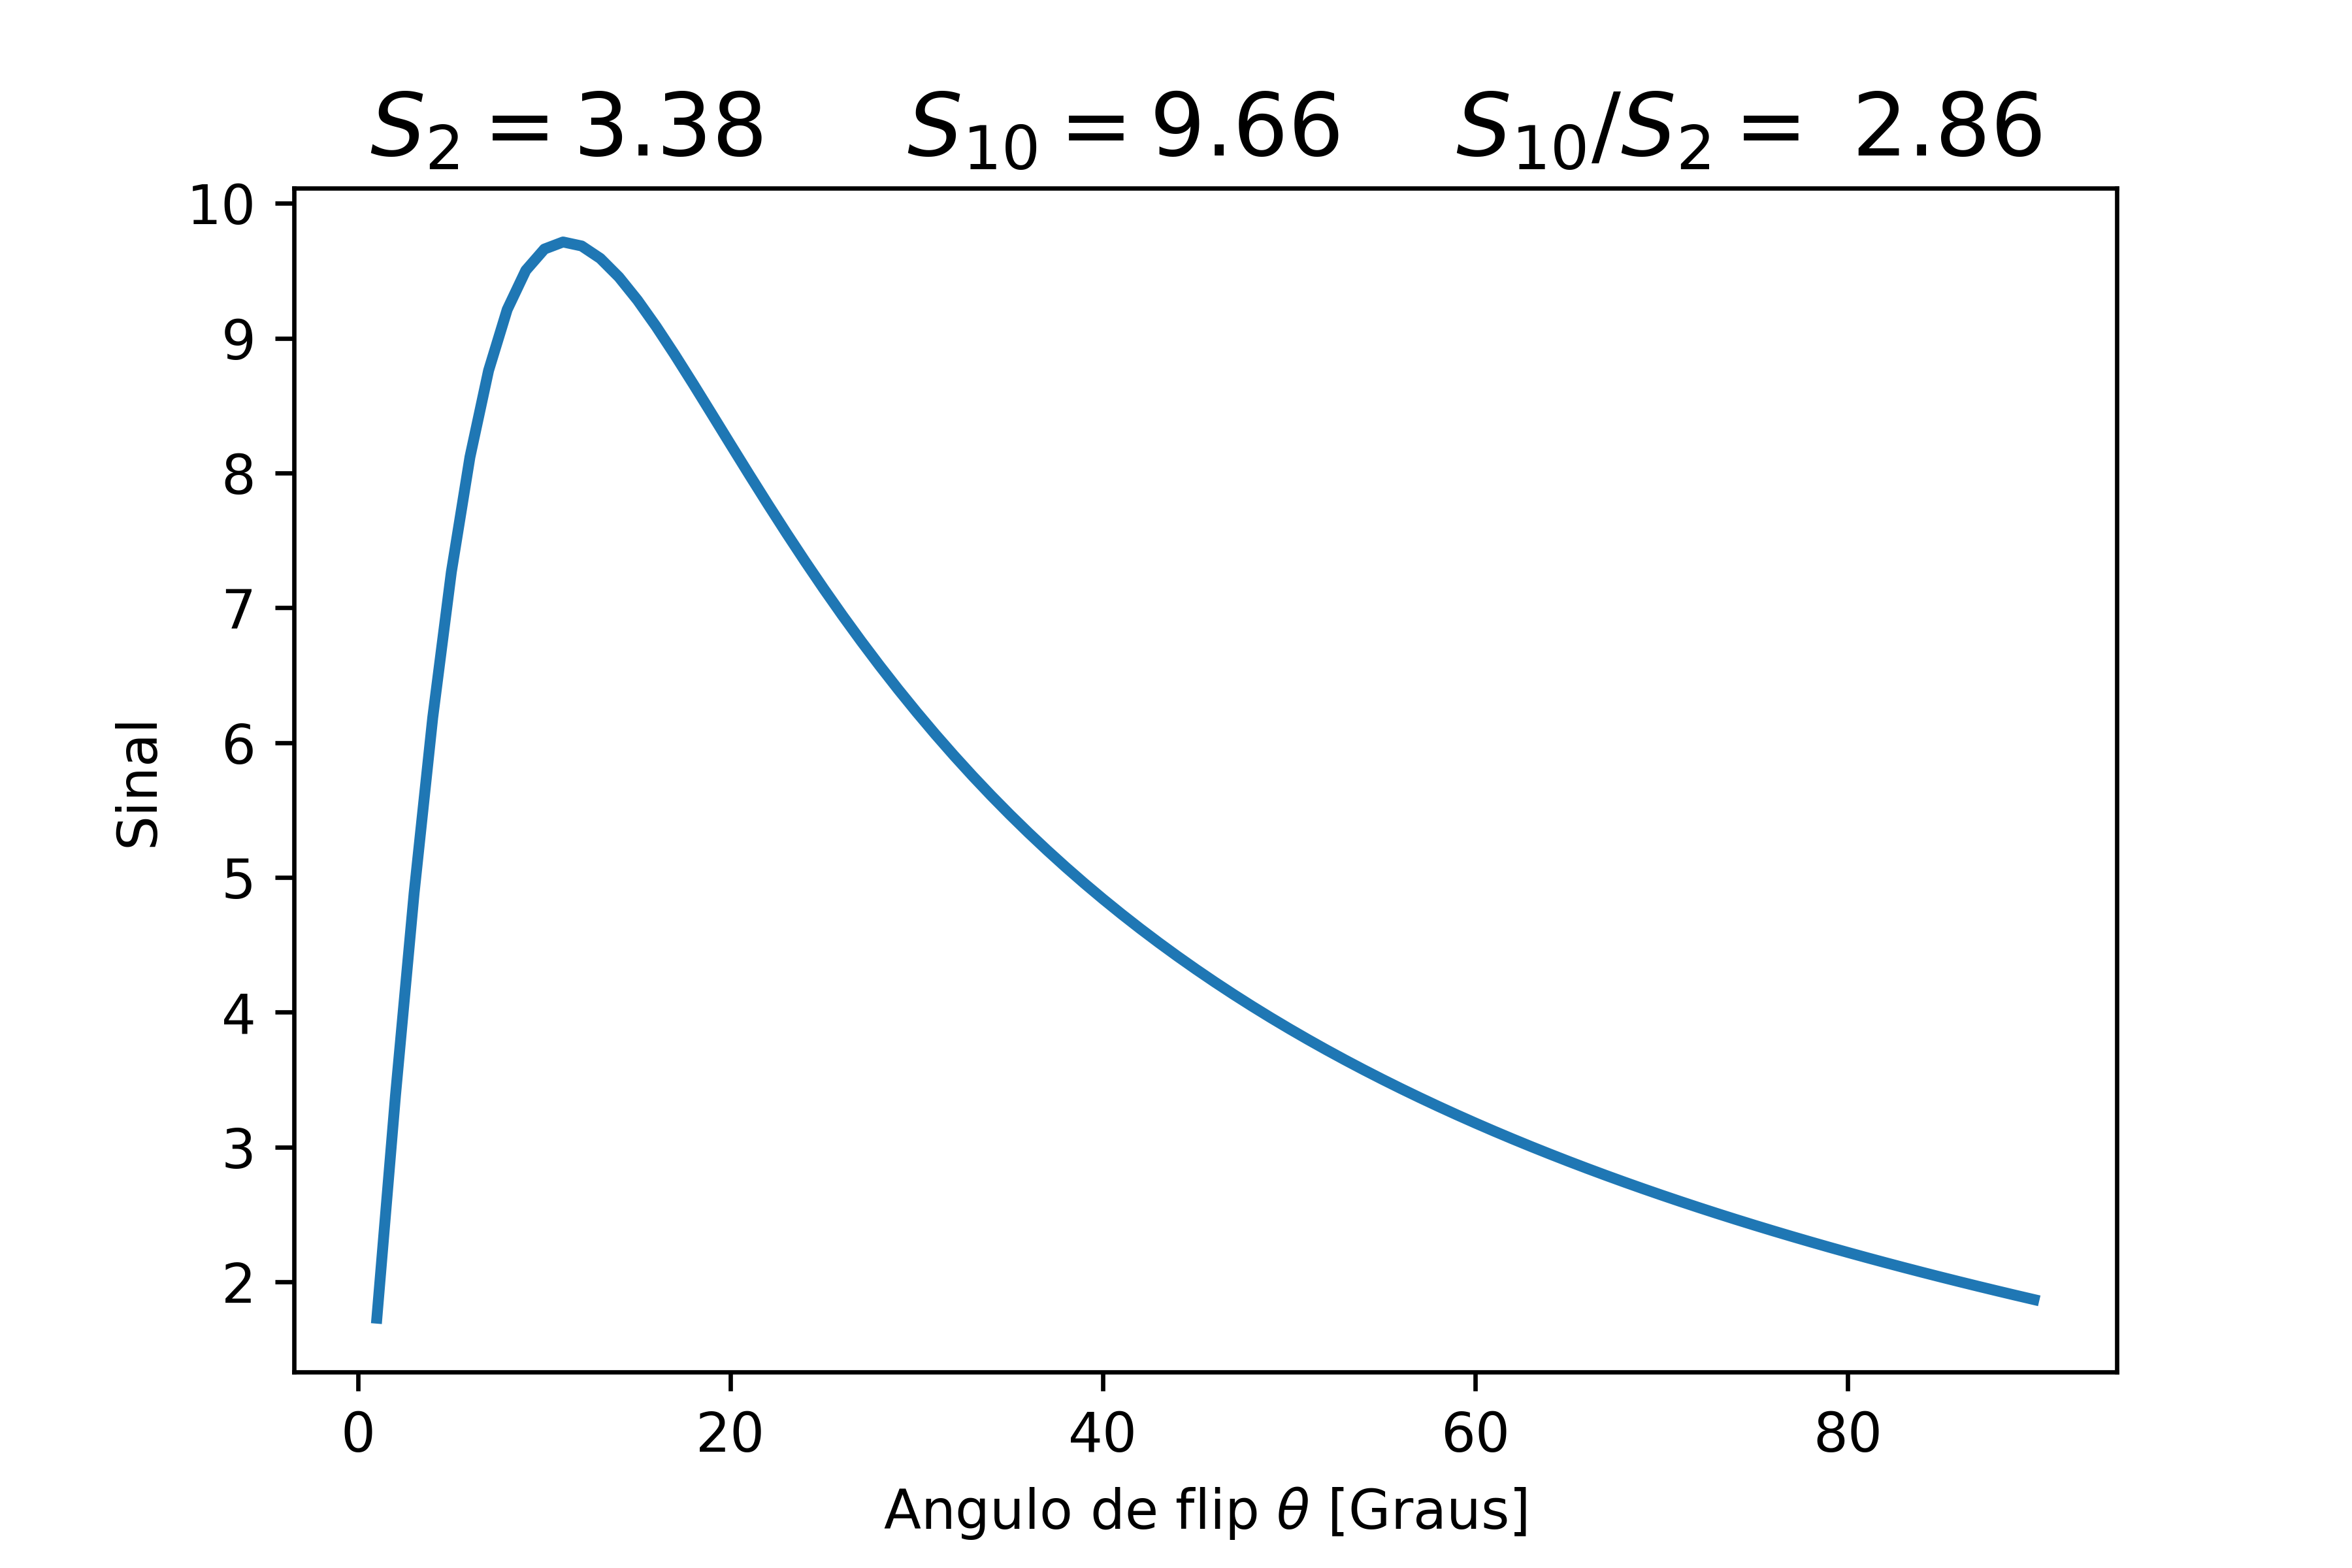 S₂ = 3.38 S₁₀ = 9.66 S₁₀/S₂ = 2.86
10
9
8
7
6
5
4
3
2
Sinal
0 20 40 60 80
Angulo de flip θ [Graus]